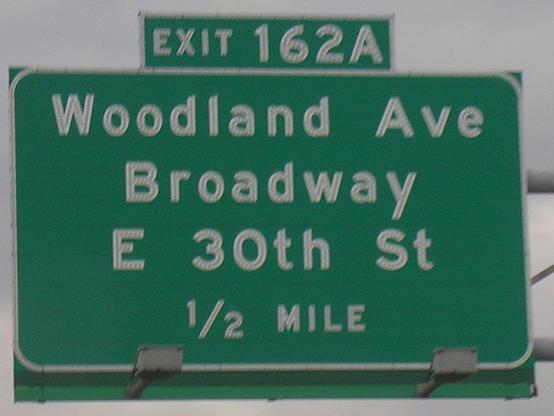 EXIT 162A
Woodland Ave
Broadway
E 30th St
1/2 MILE